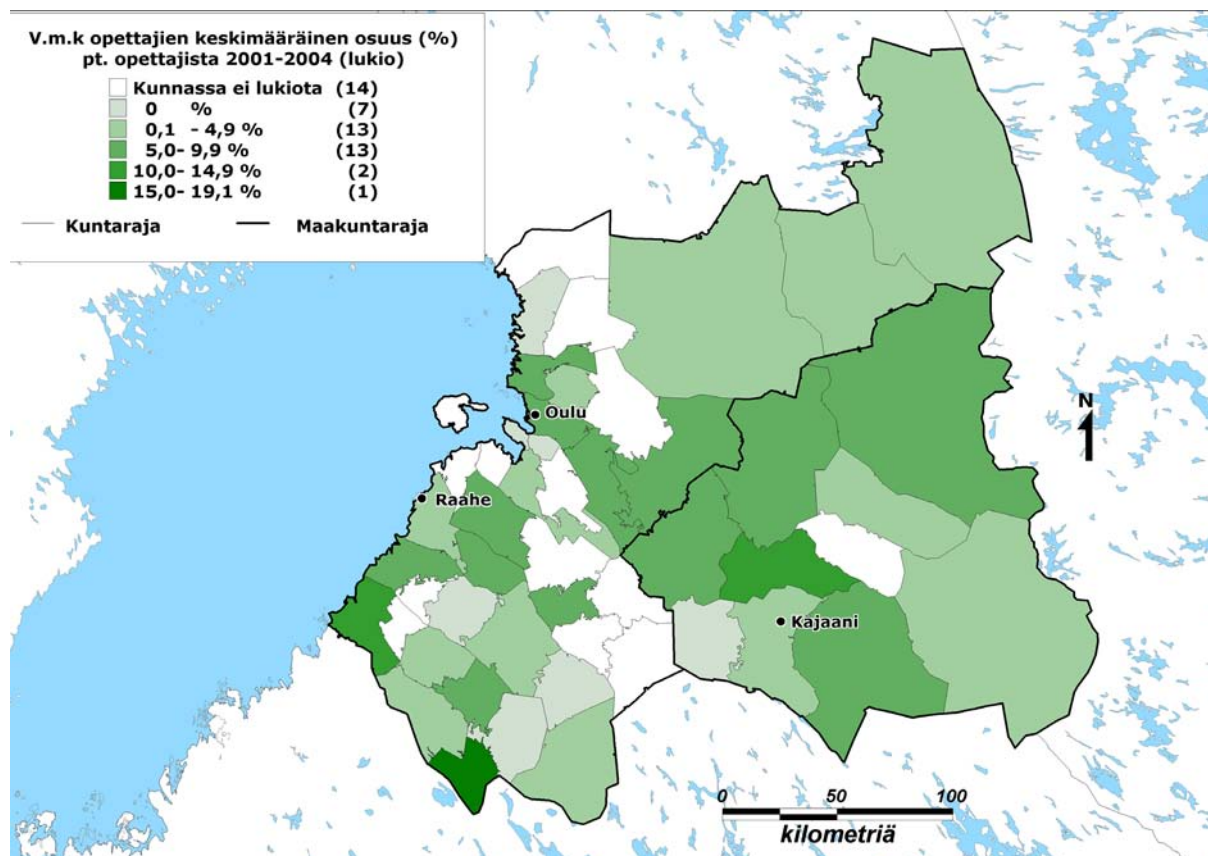 V.m.k opettajien keskimääräinen osuus (%)
pt. opettajista 2001-2004 (lukio)
Kunnassa ei lukiota (14)
0 % (7)
0,1 - 4,9 % (13)
5,0- 9,9 % (13)
10,0- 14,9 % (2)
15,0- 19,1 % (1)
Kuntaraja Maakuntaraja
N
Oulu
Raahe
Kajaani
0 50 100
kilometriä